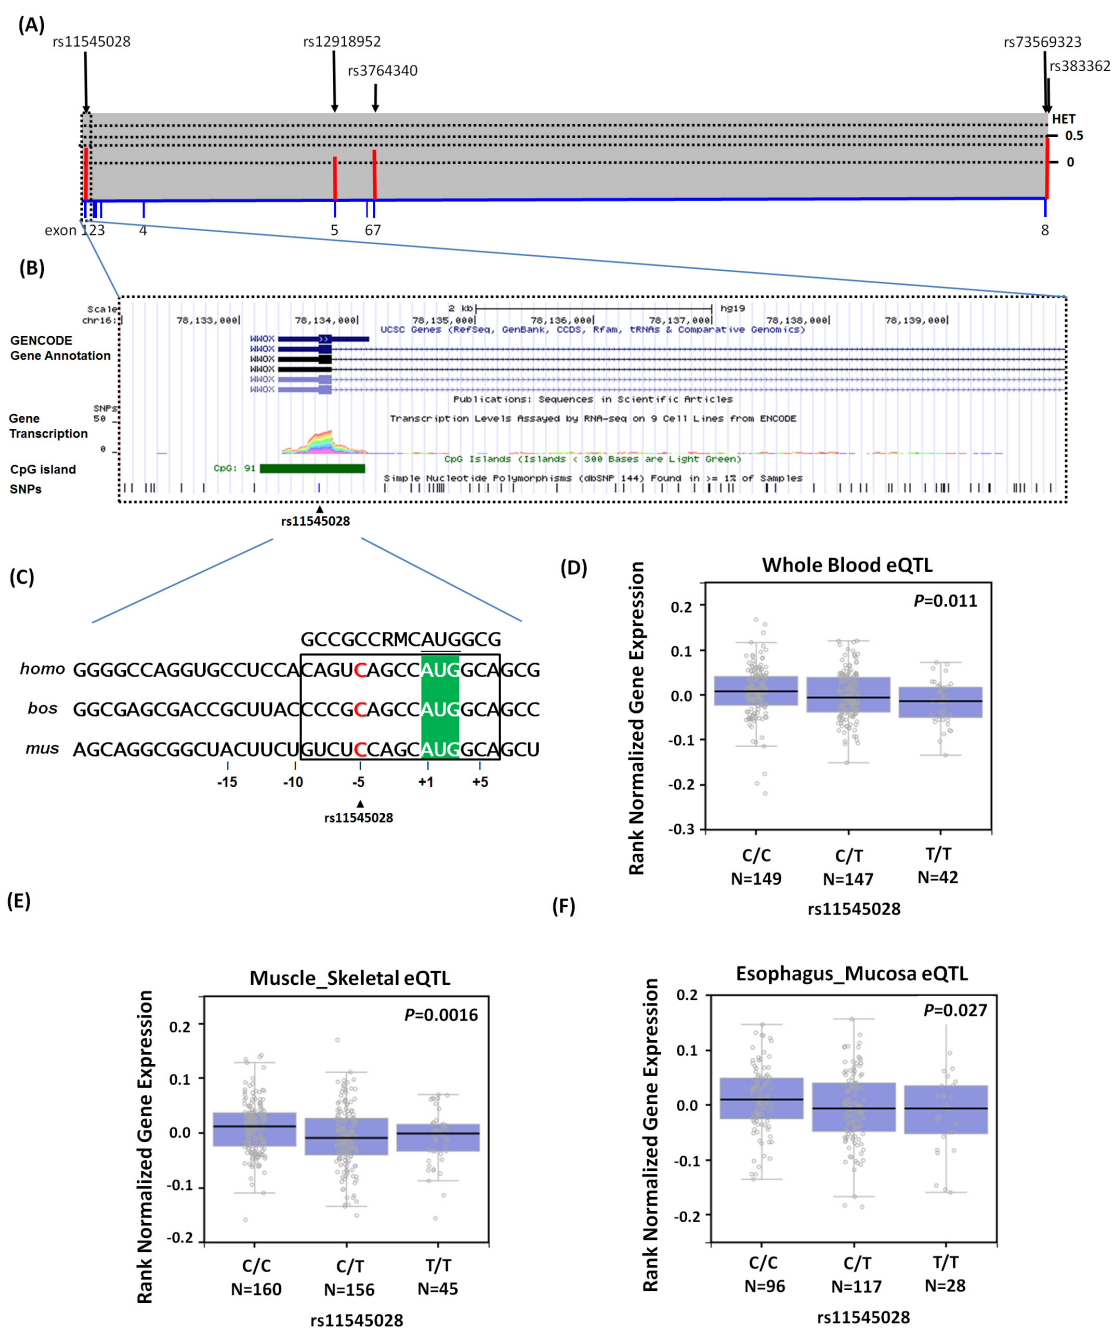 (A)
rs11545028
rs12918952
rs3764340
rs73569323
rs383362
HET
0.5
0
exon 123
4
5
67
8
(B)
Scale
2 kb
hg19
chr16:
78,133,000
78,134,000
78,135,000
78,136,000
78,137,000
78,138,000
78,139,000
UCSC Genes (RefSeq, GenBank, CCDS, Rfam, tRNAs & Comparative Genomics)
GENCODE
Gene Annotation
WWOX
WWOX
WWOX
WWOX
WWOX
WWOX
Publications: Sequences in Scientific Articles
SNPs
50
Transcription Levels Assayed by RNA-seq on 9 Cell Lines from ENCODE
Gene
Transcription
0
CpG Islands (Islands < 300 Bases are Light Green)
CpG island
CpG: 91
Simple Nucleotide Polymorphisms (dbSNP 144) Found in >= 1% of Samples
SNPs
rs11545028
(C)
GCCGCCRMCAUGGCG
homo GGGGCCAGGUGCCUCCACAGUCAGCCAUGGCAGCG
bos GGCGAGCGACCGCUUACCCCGCAGCCAUGGCAGCC
mus AGCAGGCGGCUACUUCUGUCUCCAGCAUGGCAGCU
-15 -10 -5 +1 +5
rs11545028
(D)
Whole Blood eQTL
P=0.011
Rank Normalized Gene Expression
0.2
0.1
0.0
-0.1
-0.2
-0.3
C/C C/T T/T
N=149 N=147 N=42
rs11545028
(E)
Muscle_Skeletal eQTL
P=0.0016
Rank Normalized Gene Expression
0.2
0.1
0.0
-0.1
-0.2
C/C C/T T/T
N=160 N=156 N=45
rs11545028
(F)
Esophagus_Mucosa eQTL
P=0.027
Rank Normalized Gene Expression
0.2
0.1
0.0
-0.1
-0.2
C/C C/T T/T
N=96 N=117 N=28
rs11545028